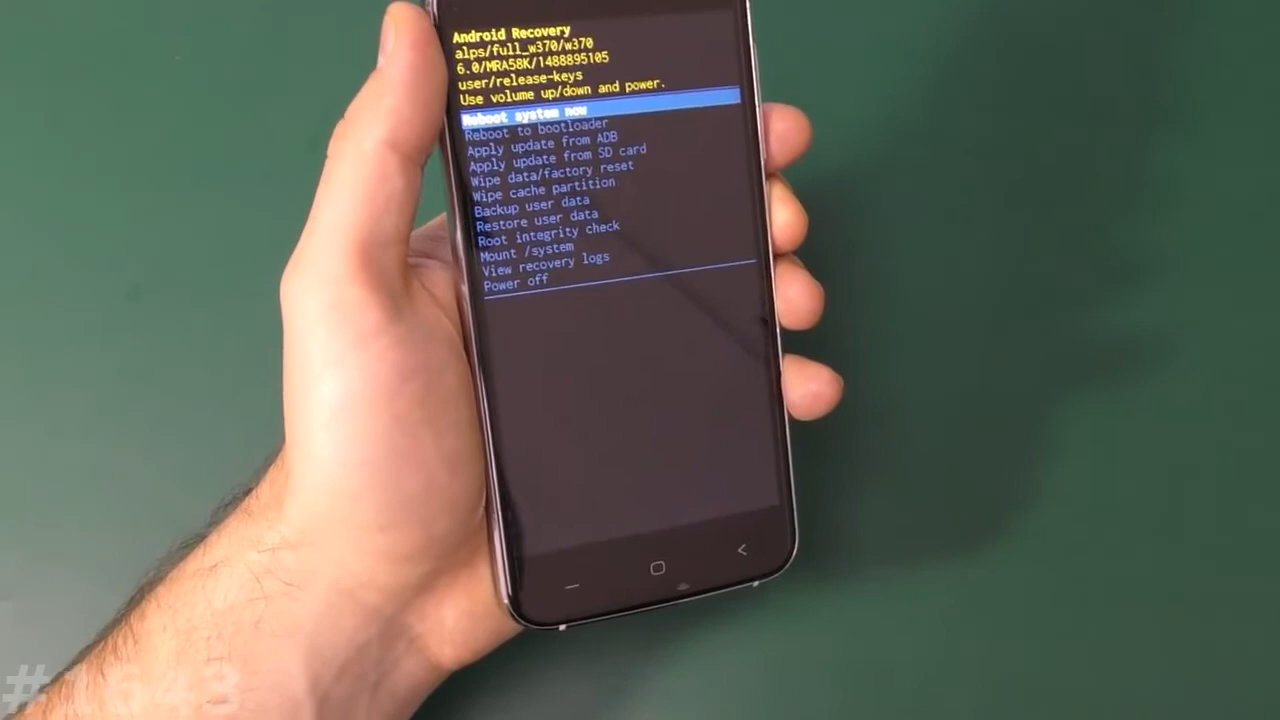 Android Recovery
alps/full_w370/w370
6.0/MRA58K/1488895105
user/release-keys
Use volume up/down and power.
Reboot system now
Reboot to bootloader
Apply update from ADB
Apply update from SD card
Wipe data/factory reset
Wipe cache partition
Backup user data
Restore user data
Root integrity check
Mount /system
View recovery logs
Power off